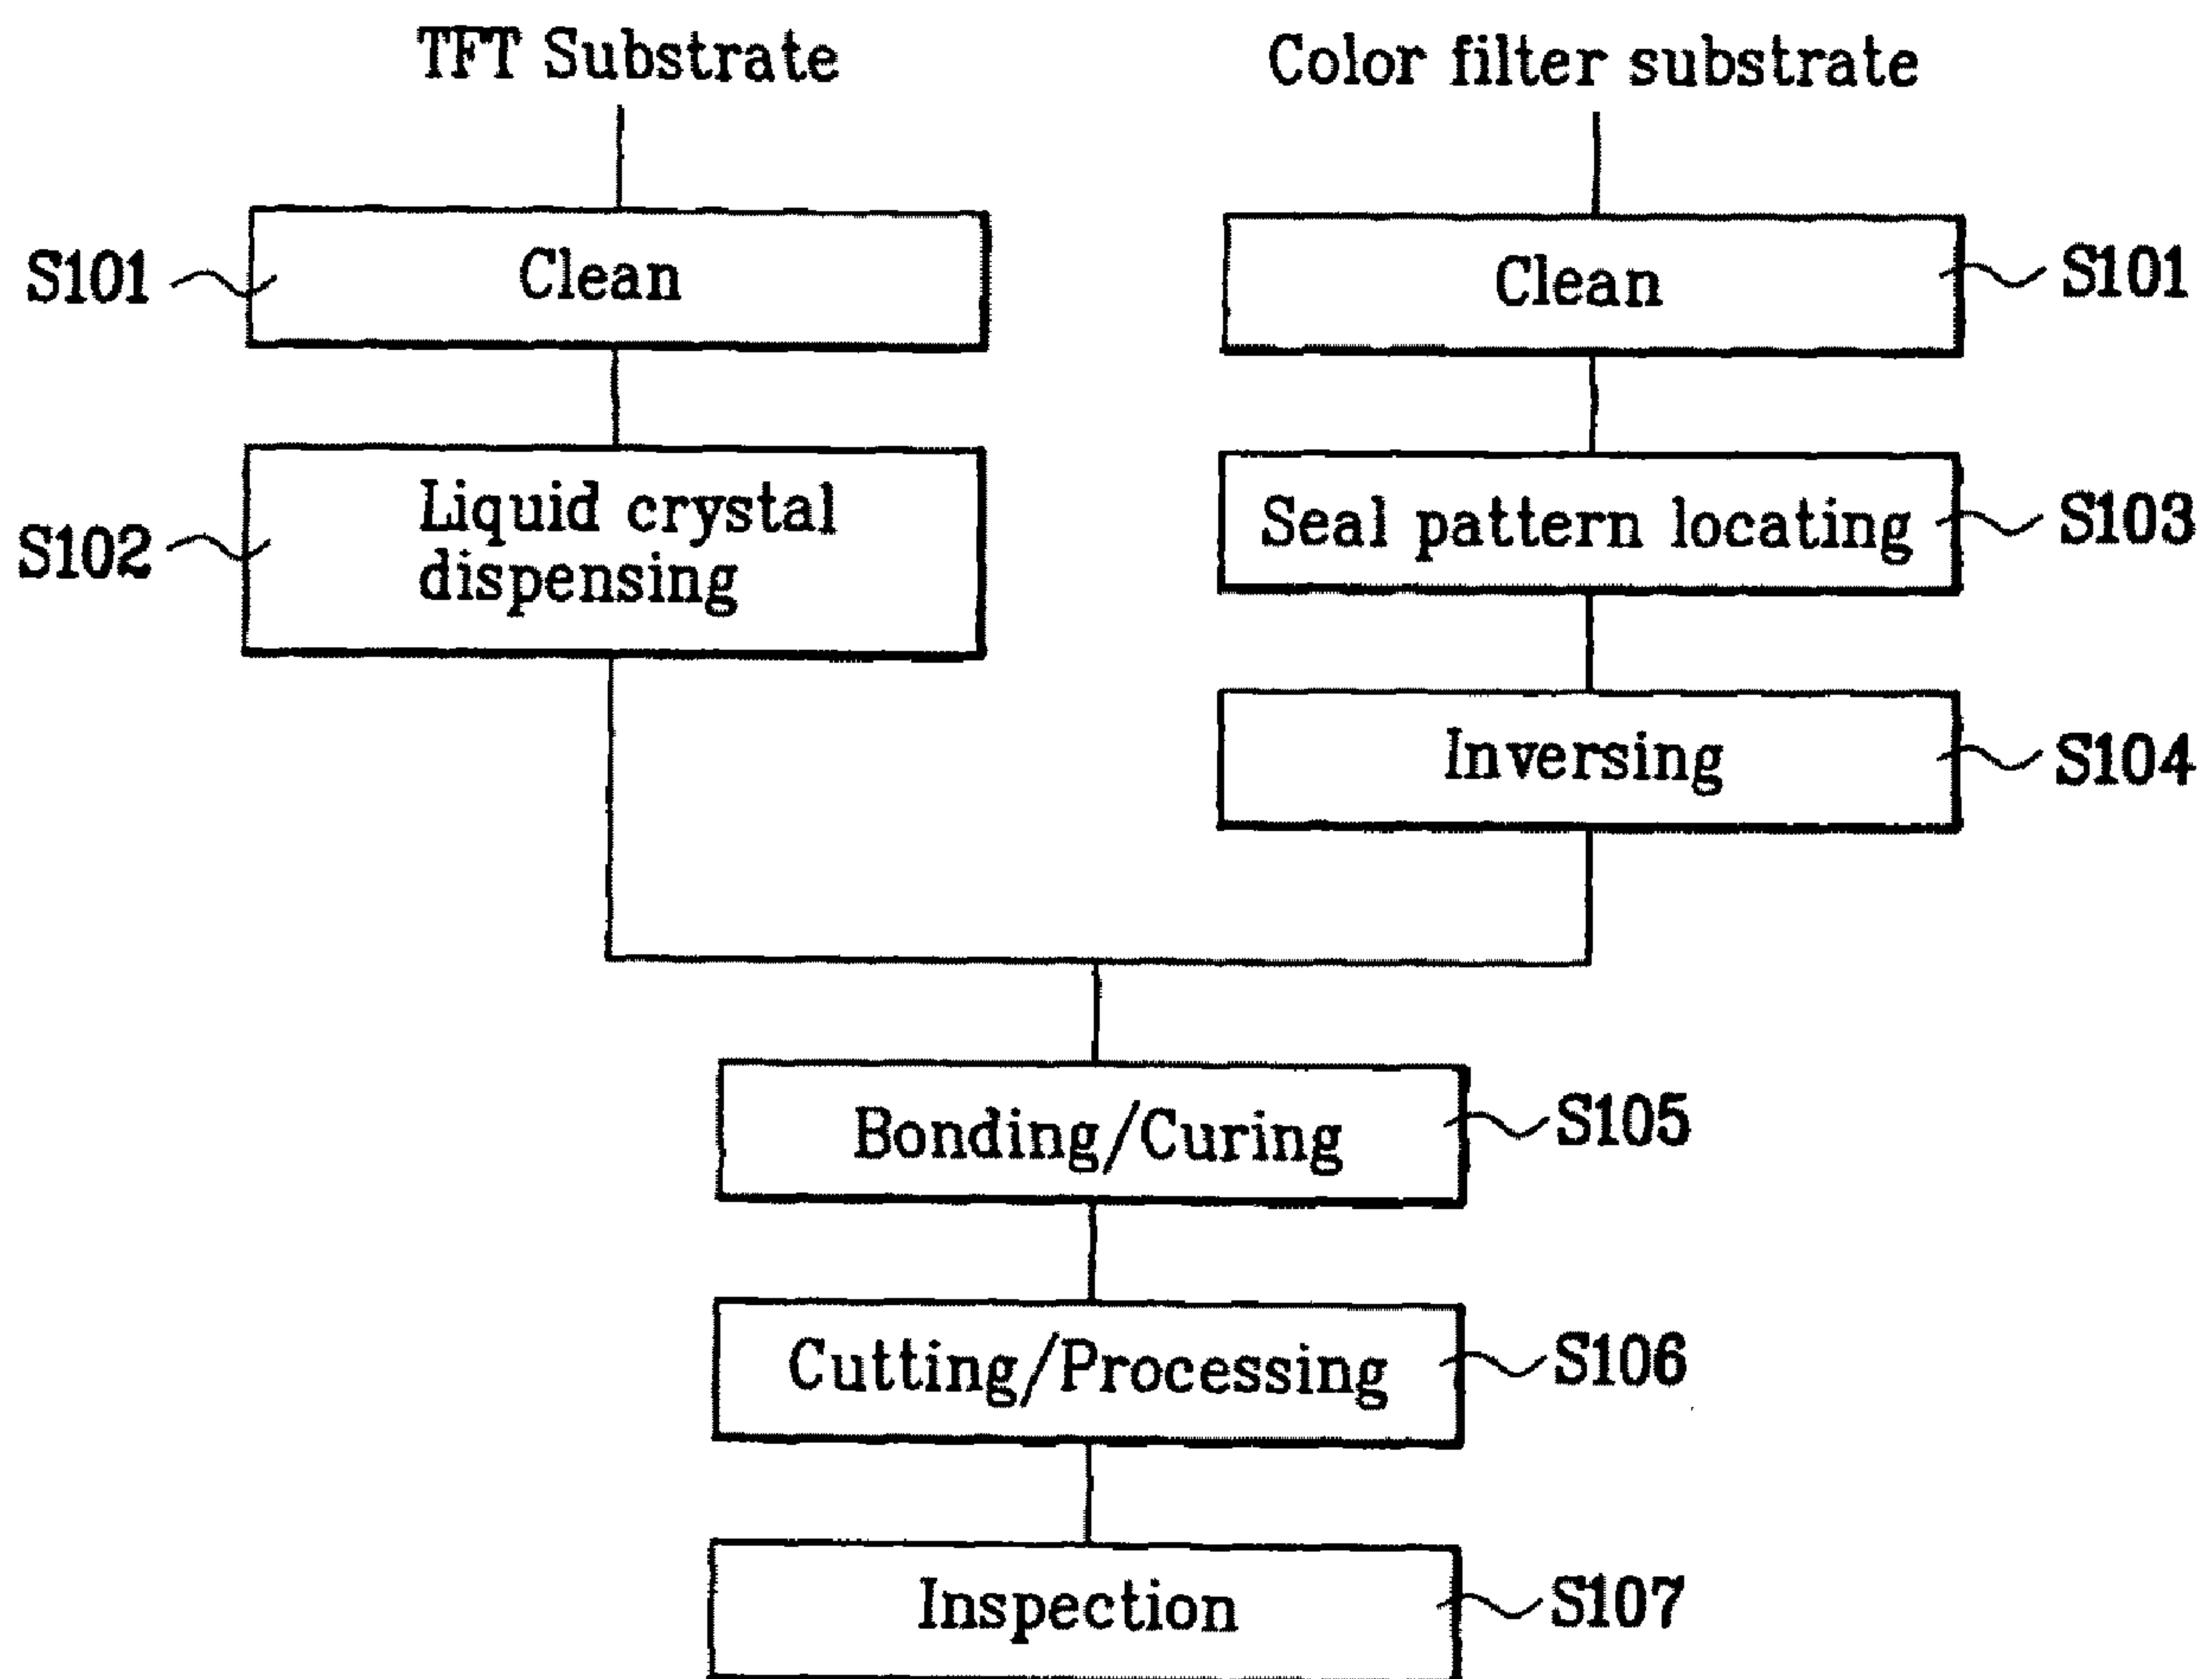 TFT Substrate
Color filter substrate
S101
Clean
Clean
S101
S102
Liquid crystal
dispensing
Seal pattern locating
S103
Inversing
S104
Bonding/Curing
S105
Cutting/Processing
S106
Inspection
S107